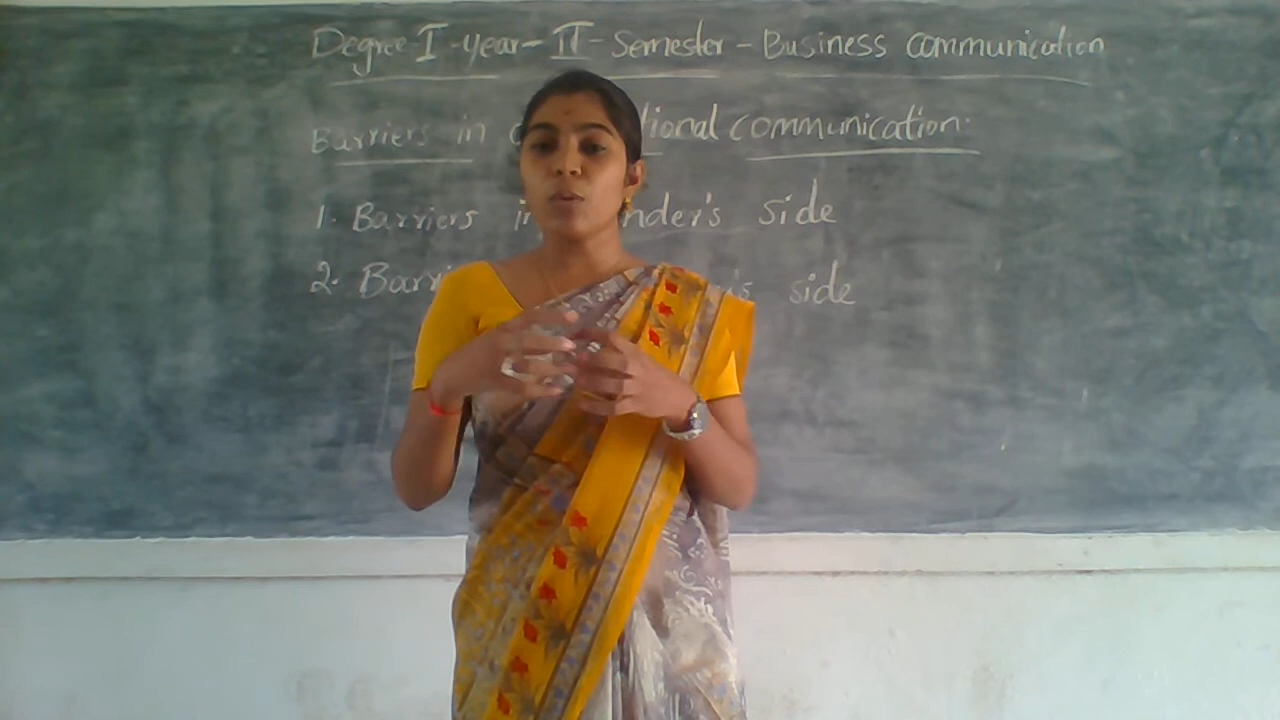 Degree-I-year-II-Semester-Business communication
Barriers in tional communication.
1. Barriers nder's side
2. Barri 's side